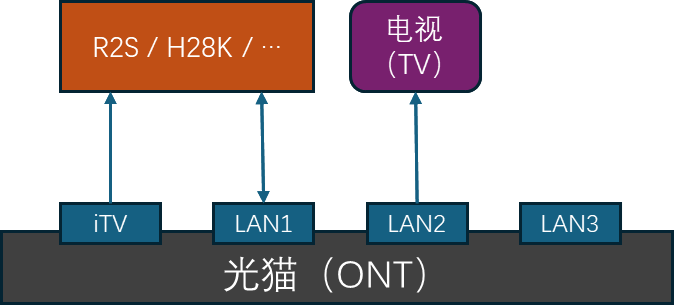 R2S / H28K / …
电视
（TV）
iTV
LAN1
LAN2
LAN3
光猫（ONT）